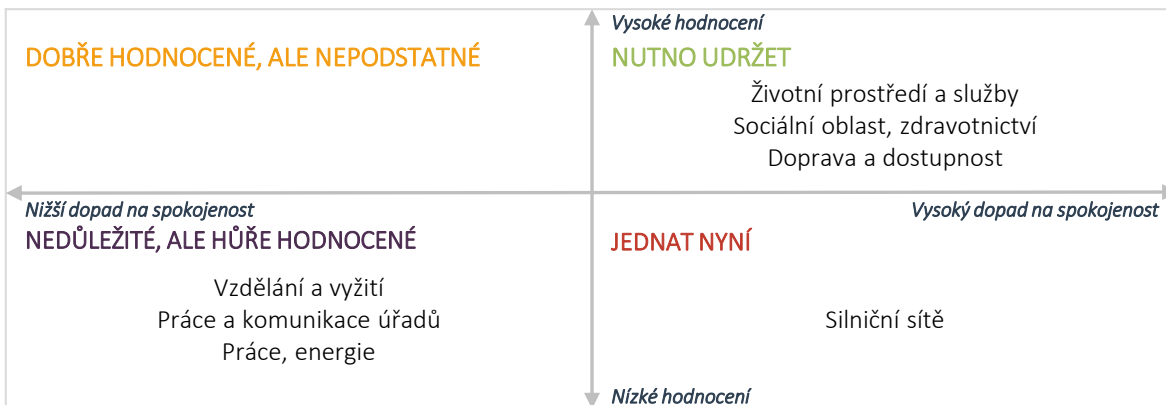 Vysoké hodnocení
DOBŘE HODNOCENÉ, ALE NEPODSTATNÉ
NUTNO UDRŽET
Životní prostředí a služby
Sociální oblast, zdravotnictví
Doprava a dostupnost
Nižší dopad na spokojenost
Vysoký dopad na spokojenost
NEDŮLEŽITÉ, ALE HŮŘE HODNOCENÉ
JEDNAT NYNÍ
Vzdělání a vyžití
Práce a komunikace úřadů
Práce, energie
Silniční sítě
Nízké hodnocení